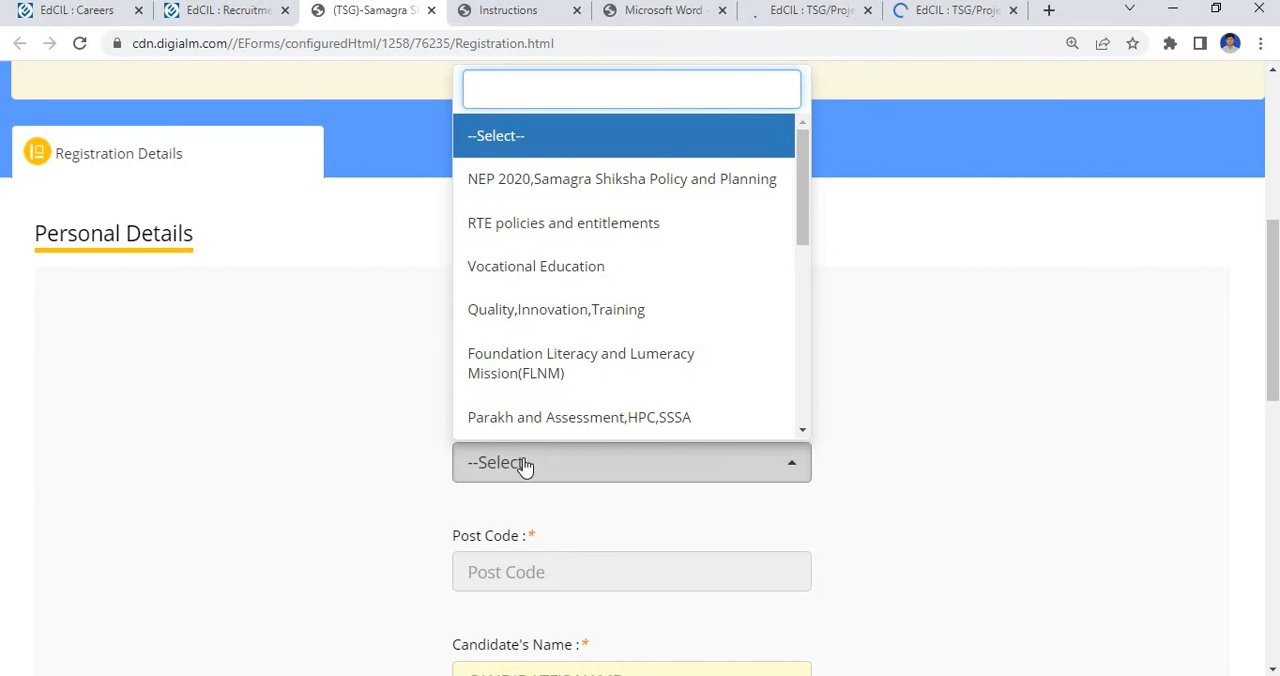 EdCIL : Careers
EdCIL : Recruitme
(TSG)-Samagra S
Instructions
Microsoft Word -
EdCIL : TSG/Proje
EdCIL : TSG/Proje
cdn.digialm.com//EForms/configuredHtml/1258/76235/Registration.html
Registration Details
Personal Details
--Select--
NEP 2020,Samagra Shiksha Policy and Planning
RTE policies and entitlements
Vocational Education
Quality,Innovation,Training
Foundation Literacy and Lumeracy
Mission(FLNM)
Parakh and Assessment,HPC,SSSA
--Select
Post Code :*
Post Code
Candidate's Name :*